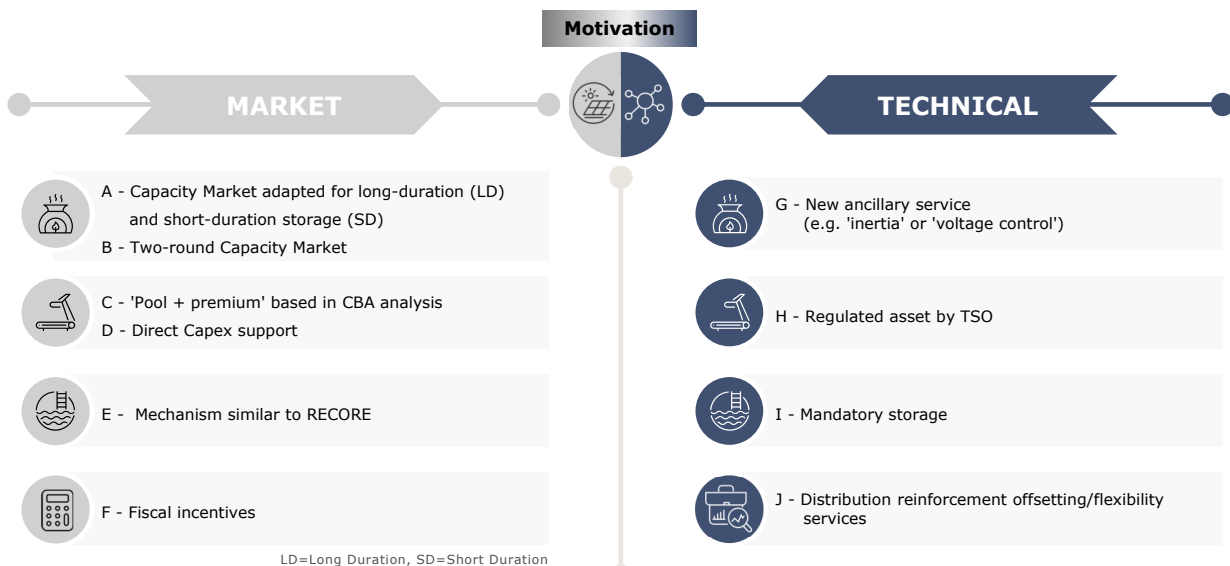 Motivation
MARKET
TECHNICAL
A - Capacity Market adapted for long-duration (LD)
and short-duration storage (SD)
B - Two-round Capacity Market
C - 'Pool + premium' based in CBA analysis
D - Direct Capex support
E - Mechanism similar to RECORE
F - Fiscal incentives
LD=Long Duration, SD=Short Duration
G - New ancillary service
(e.g. 'inertia' or 'voltage control')
H - Regulated asset by TSO
I - Mandatory storage
J - Distribution reinforcement offsetting/flexibility
services